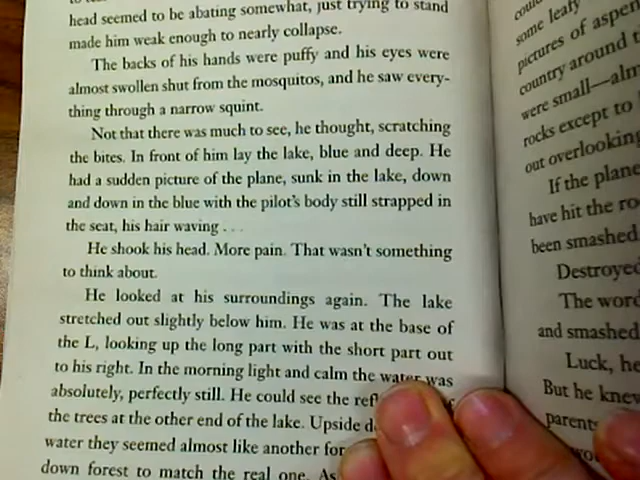 head seemed to be abating somewhat, just trying to stand
made him weak enough to nearly collapse.
The backs of his hands were puffy and his eyes were
almost swollen shut from the mosquitos, and he saw every-
thing through a narrow squint.
Not that there was much to see, he thought, scratching
the bites. In front of him lay the lake, blue and deep. He
had a sudden picture of the plane, sunk in the lake, down
and down in the blue with the pilot's body still strapped in
the seat, his hair waving . . .
He shook his head. More pain. That wasn't something
to think about.
He looked at his surroundings again. The lake
stretched out slightly below him. He was at the base of
the L, looking up the long part with the short part out
to his right. In the morning light and calm the water was
absolutely, perfectly still. He could see the
the trees at the other end of the lake. Upside
water they seemed almost like another
down forest to match the real one. As
some leafy
pictures of aspen
country around
were small—
rocks except to
out overlooking
If the plane
have hit the
been smashed
Destroyed
The word
and smashed
Luck, he
But he knew